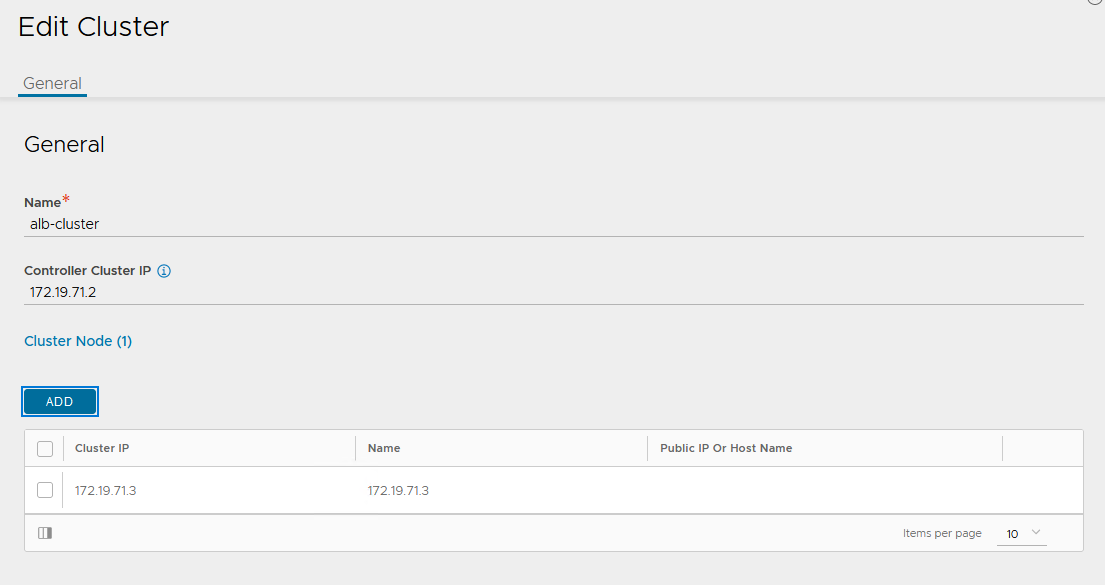 Edit Cluster
General
General
Name*
alb-cluster
Controller Cluster IP
172.19.71.2
Cluster Node (1)
ADD
Cluster IP Name Public IP Or Host Name
172.19.71.3 172.19.71.3
Items per page 10